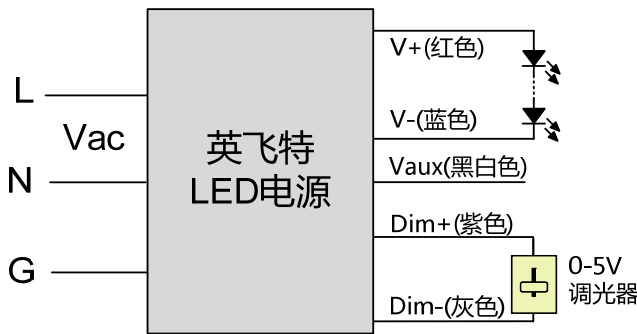 L
Vac
N
G
英飞特
LED电源
V+(红色)
V-(蓝色)
Vaux(黑白色)
Dim+(紫色)
Dim-(灰色)
0-5V
调光器